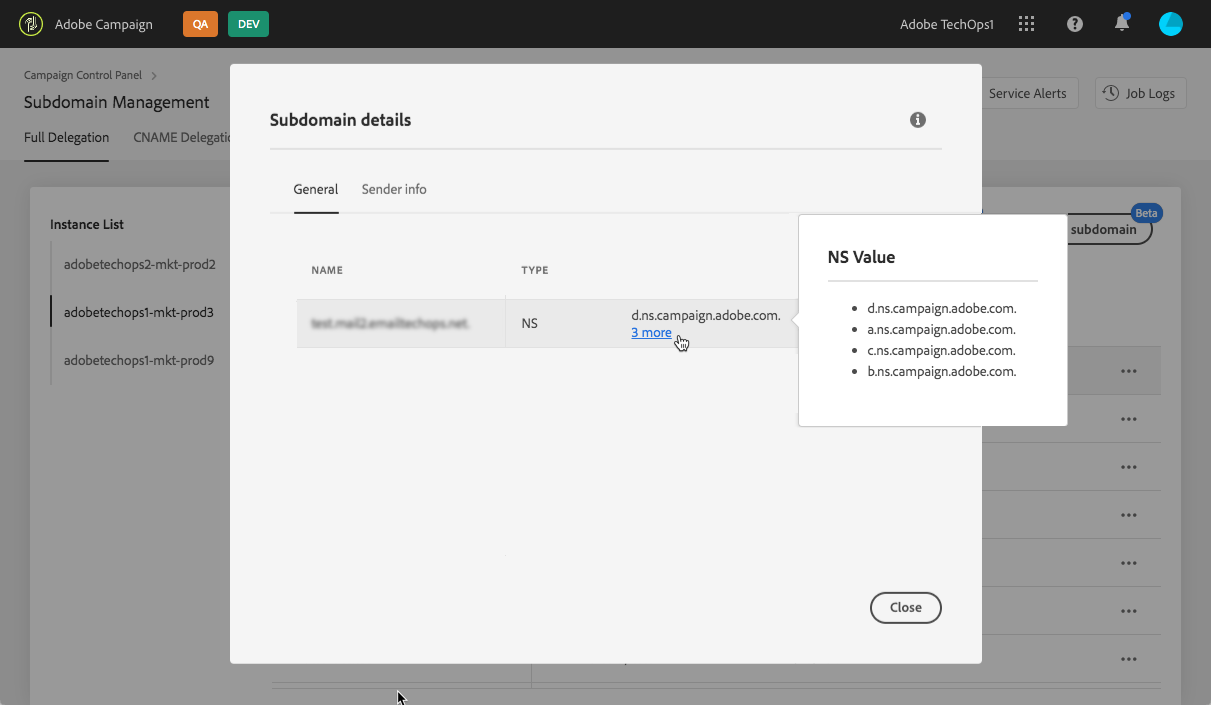 Adobe Campaign
QA
DEV
Adobe TechOps1
Campaign Control Panel
Subdomain Management
Service Alerts
Job Logs
Full Delegation
CNAME Delegatio
Instance List
adobetechops2-mkt-prod2
adobetechops1-mkt-prod3
adobetechops1-mkt-prod9
Beta
subdomain
Subdomain details
General
Sender info
NAME
TYPE
NS
d.ns.campaign.adobe.com.
3 more
NS Value
d.ns.campaign.adobe.com.
a.ns.campaign.adobe.com.
c.ns.campaign.adobe.com.
b.ns.campaign.adobe.com.
Close